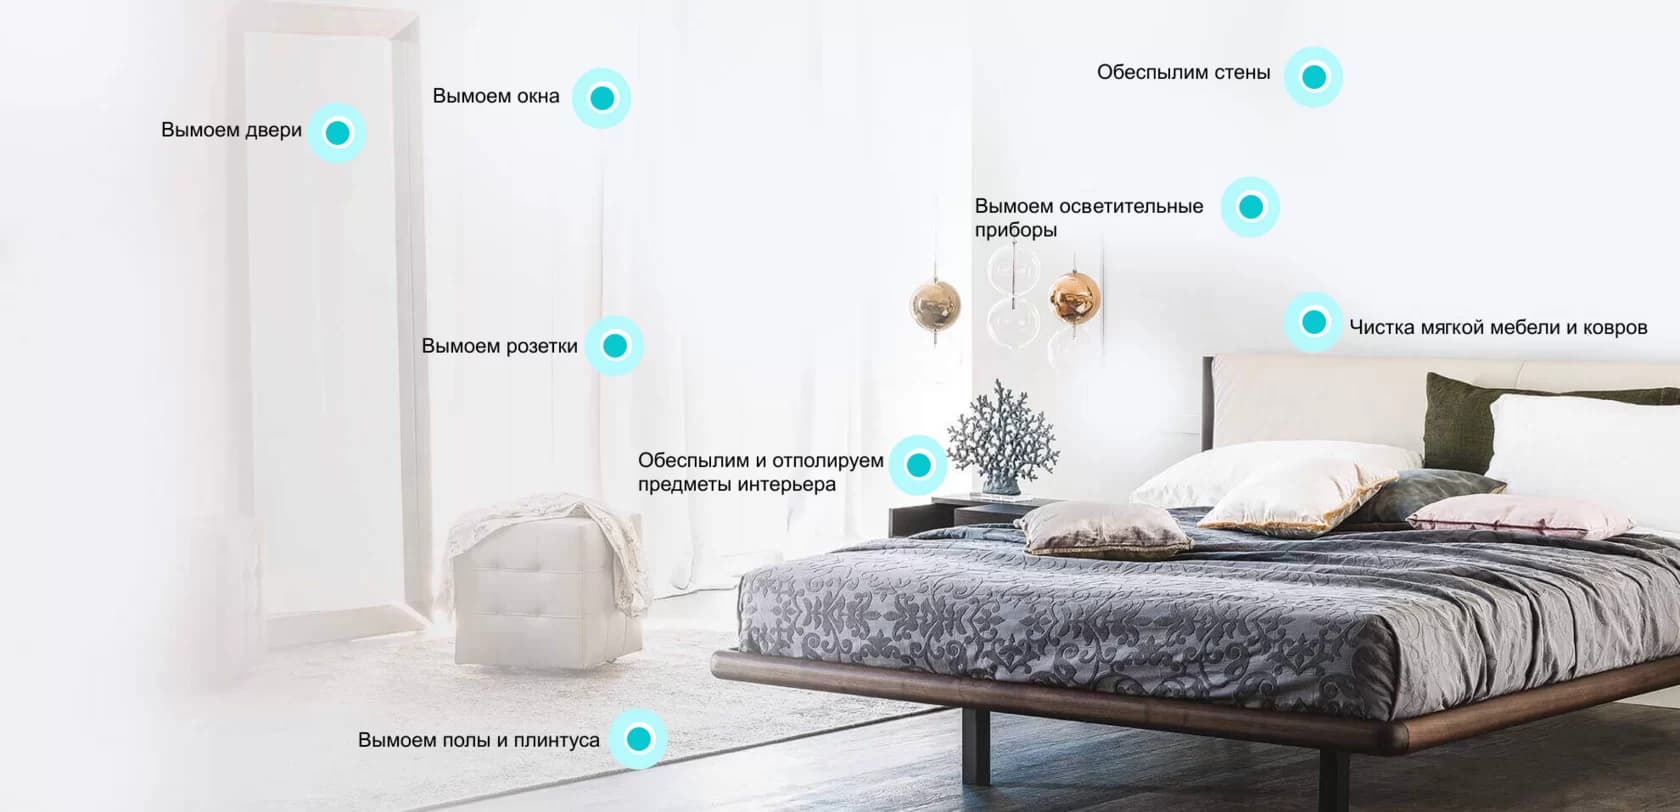 Обеспылим стены
Вымоем окна
Вымоем двери
Вымоем осветительные
приборы
Чистка мягкой мебели и ковров
Вымоем розетки
Обеспылим и отполируем
предметы интерьера
Вымоем полы и плинтуса